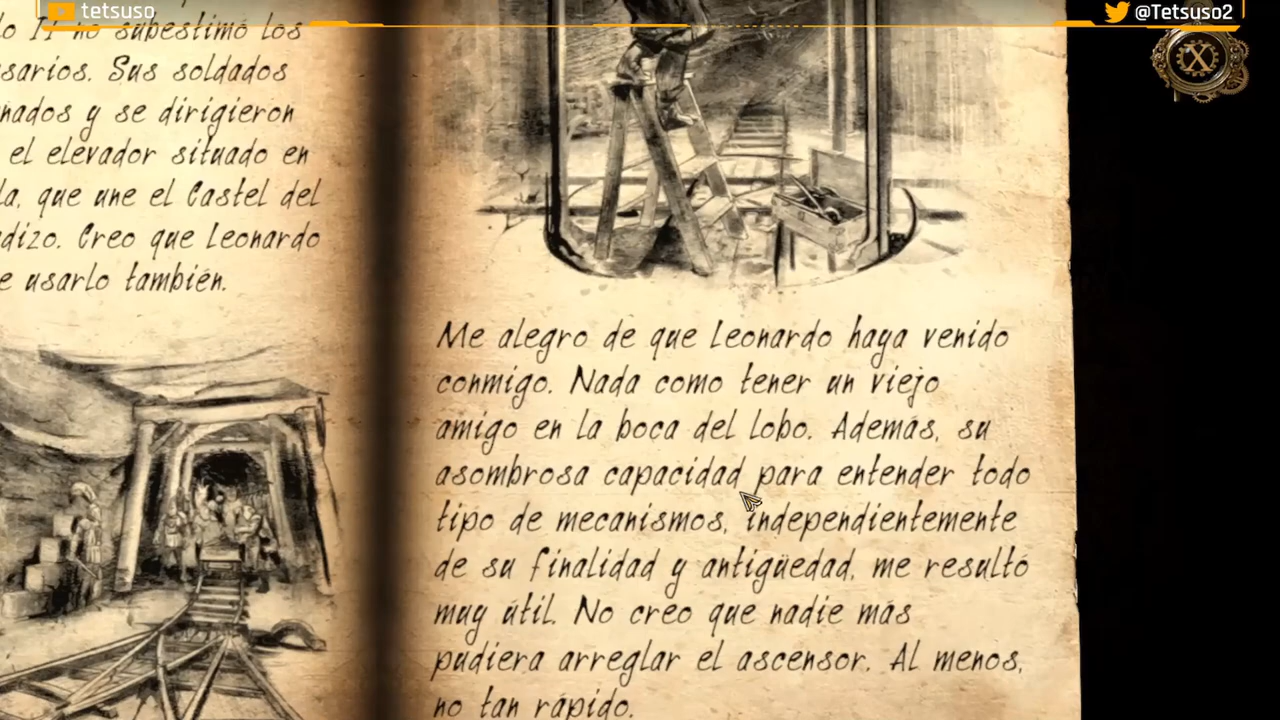 tetsuso
@Tetsuso2
X
lo II no subestimó los
sarios. Sus soldados
nados y se dirigieron
el elevador situado en
la, que une el Castel del
dizo. Creo que Leonardo
e usarlo también.
Me alegro de que Leonardo haya venido
conmigo. Nada como tener un viejo
amigo en la boca del lobo. Además, su
asombrosa capacidad para entender todo
tipo de mecanismos, independientemente
de su finalidad y antigüedad, me resultó
muy útil. No creo que nadie más
pudiera arreglar el ascensor. Al menos,
no tan rápido.